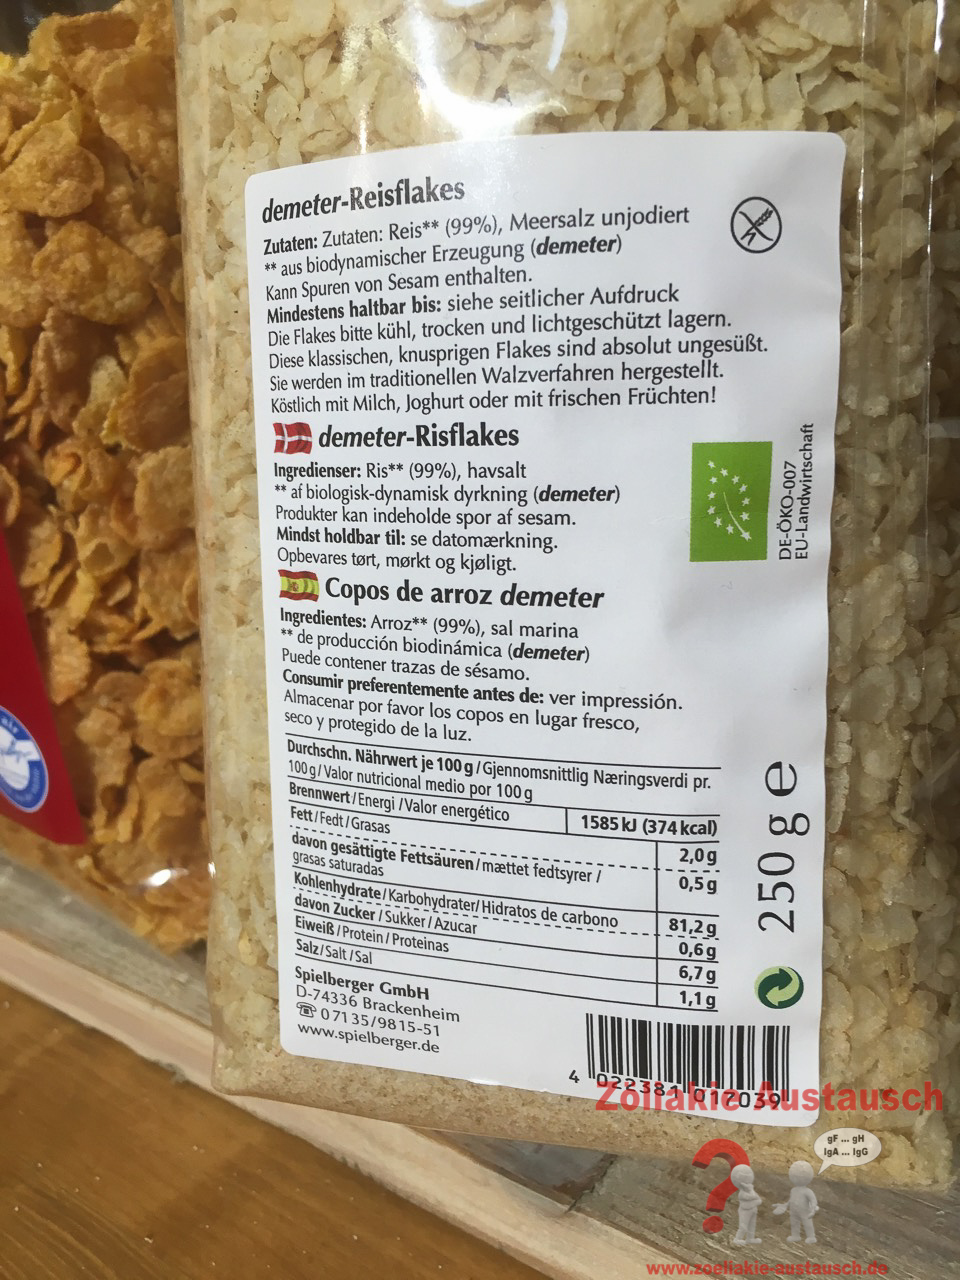 demeter-Reisflakes
Zutaten: Zutaten: Reis** (99%), Meersalz unjodiert
** aus biodynamischer Erzeugung (demeter)
Kann Spuren von Sesam enthalten.
Mindestens haltbar bis: siehe seitlicher Aufdruck
Die Flakes bitte kühl, trocken und lichtgeschützt lagern.
Diese klassischen, knusprigen Flakes sind absolut ungesüßt.
Sie werden im traditionellen Walzverfahren hergestellt.
Köstlich mit Milch, Joghurt oder mit frischen Früchten!
demeter-Risflakes
Ingredienser: Ris** (99%), havsalt
** af biologisk-dynamisk dyrkning (demeter)
Produkter kan indeholde spor af sesam.
Mindst holdbar til: se datomærkning.
Opbevares tørt, mørkt og kjøligt.
DE-ÖKO-007
EU-Landwirtschaft
Copos de arroz demeter
Ingredientes: Arroz** (99%), sal marina
** de producción biodinámica (demeter)
Puede contener trazas de sésamo.
Consumir preferentemente antes de: ver impresión.
Almacenar por favor los copos en lugar fresco,
seco y protegido de la luz.
Durchschn. Nährwert je 100 g/Gjennomsnittlig Næringsverdi pr.
100 g/Valor nutricional medio por 100 g
Brennwert/Energi/Valor energético 1585 kJ (374 kcal)
Fett/Fedt/Grasas 2,0 g
davon gesättigte Fettsäuren/mættet fedtsyrer/
grasas saturadas 0,5 g
Kohlenhydrate/Karbohydrater/Hidratos de carbono 81,2 g
davon Zucker/Sukker/Azucar 0,6 g
Eiweiß/Protein/Proteinas 6,7 g
Salz/Salt/Sal 1,1 g
250 g e
Spielberger GmbH
D-74336 Brackenheim
☎ 07135/9815-51
www.spielberger.de
4 022381 017039
Zöliakie Austausch
gF ... gH
IgA ... IgG
?
www.zoeliakie-austausch.de